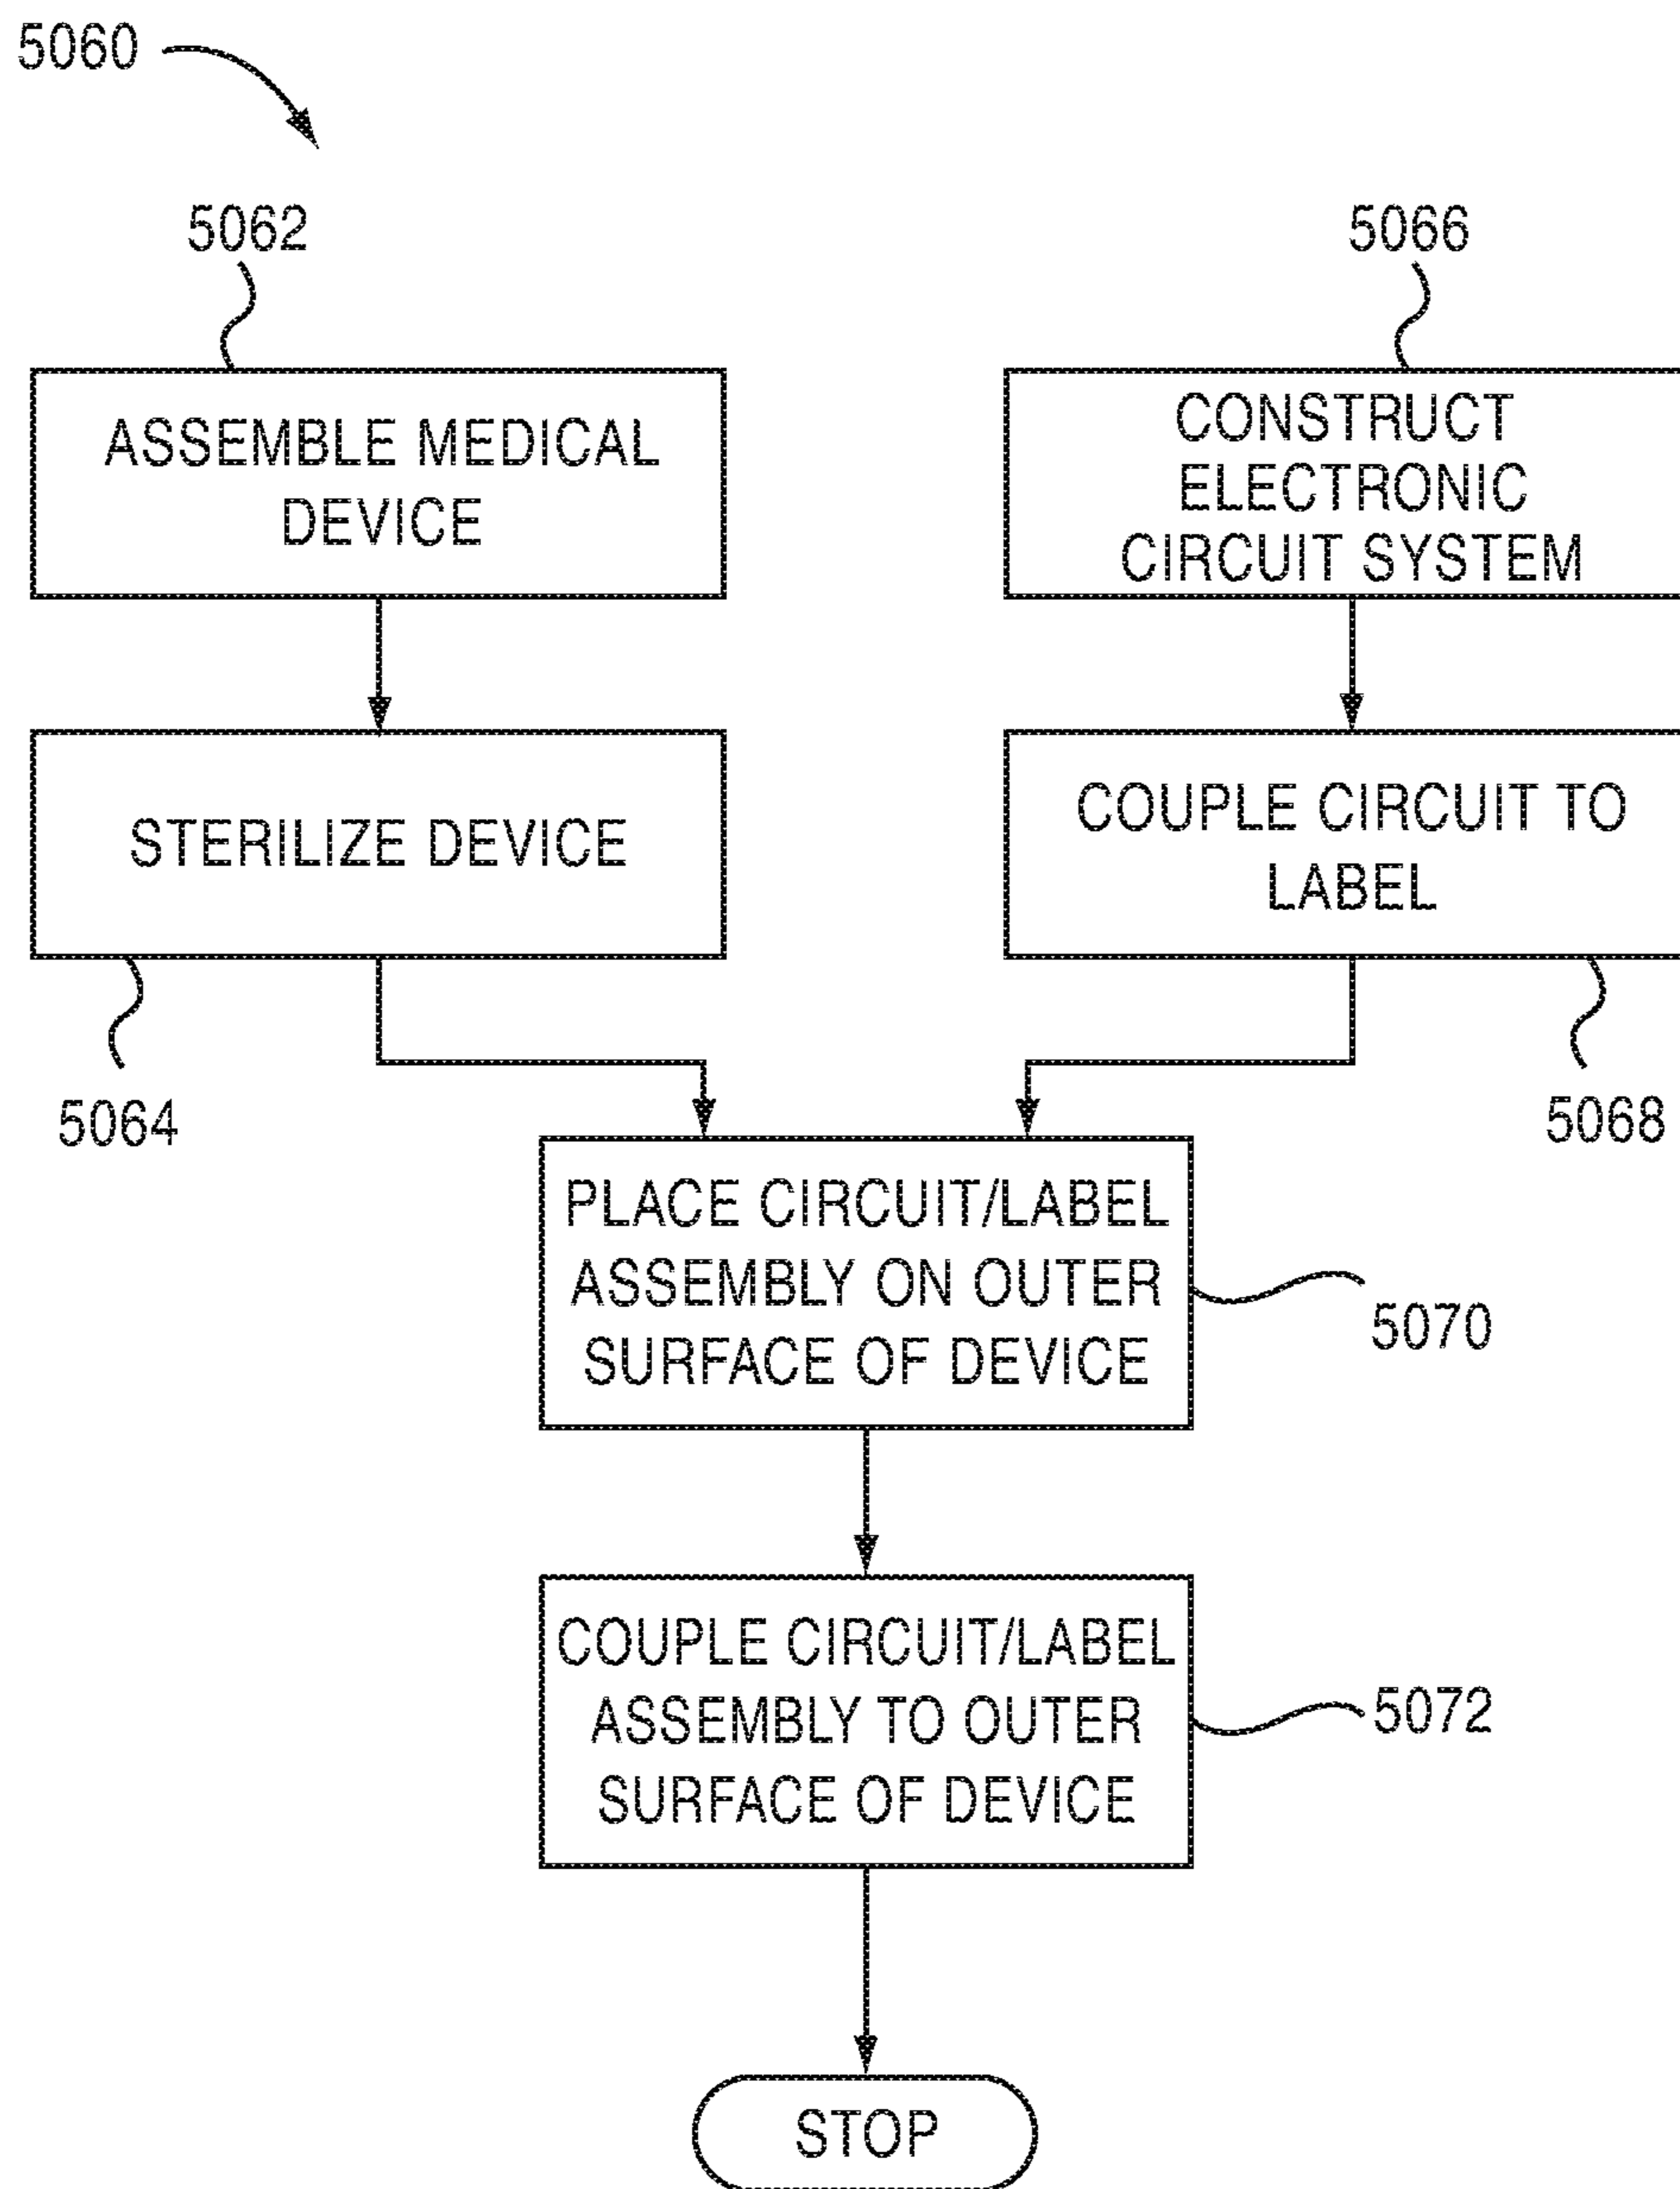 5060
5062
5066
ASSEMBLE MEDICAL
DEVICE
CONSTRUCT
ELECTRONIC
CIRCUIT SYSTEM
STERILIZE DEVICE
COUPLE CIRCUIT TO
LABEL
5064
5068
PLACE CIRCUIT/LABEL
ASSEMBLY ON OUTER
SURFACE OF DEVICE
5070
COUPLE CIRCUIT/LABEL
ASSEMBLY TO OUTER
SURFACE OF DEVICE
5072
STOP